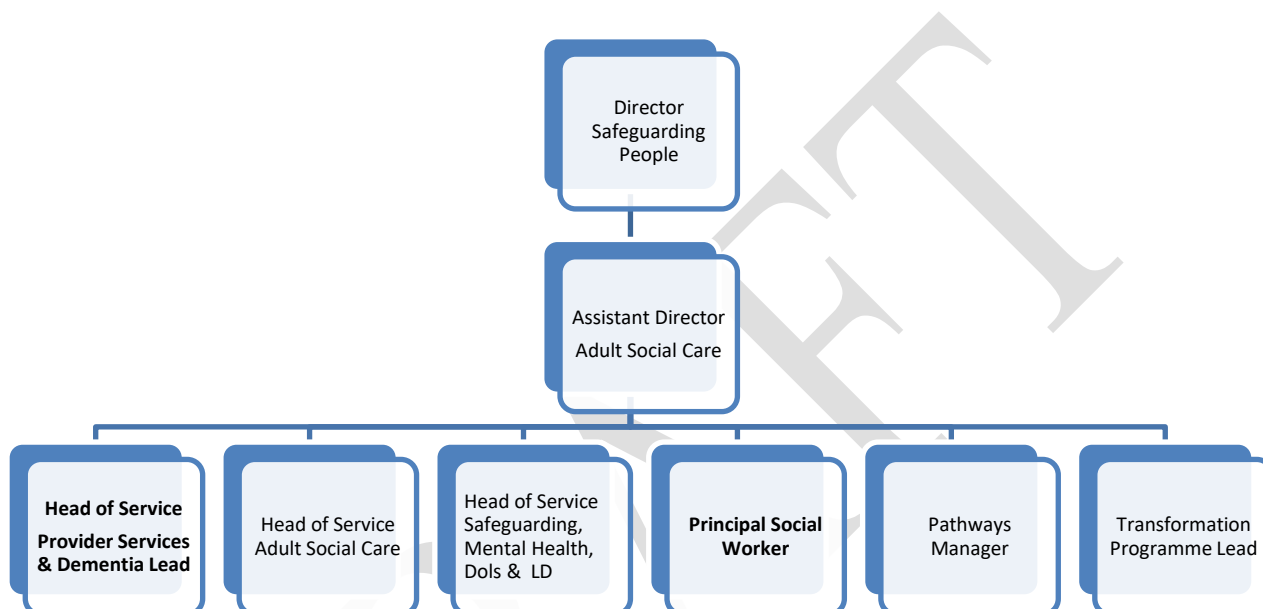 Director
Safeguarding
People
Assistant Director
Adult Social Care
Head of Service
Provider Services
& Dementia Lead
Head of Service
Adult Social Care
Head of Service
Safeguarding,
Mental Health,
Dols & LD
Principal Social
Worker
Pathways
Manager
Transformation
Programme Lead